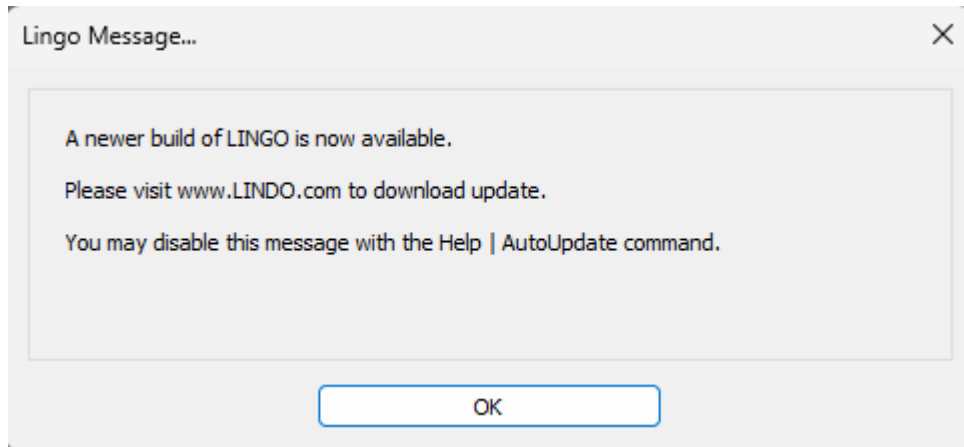 Lingo Message...
A newer build of LINGO is now available.
Please visit www.LINDO.com to download update.
You may disable this message with the Help | AutoUpdate command.
OK